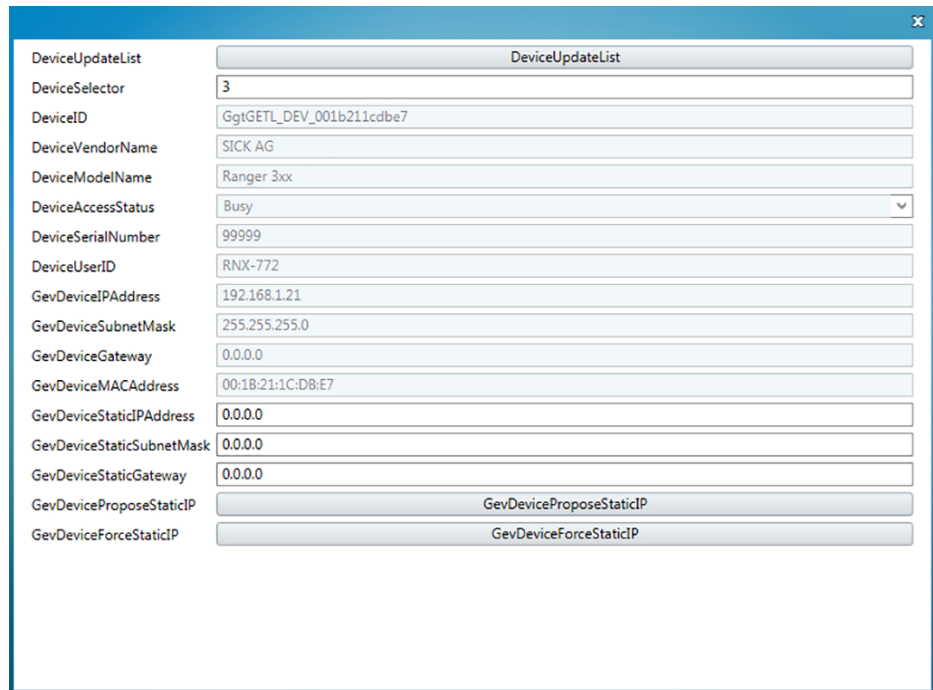 x
DeviceUpdateList DeviceUpdateList
DeviceSelector 3
DeviceID GgtGETL_DEV_001b211cdbe7
DeviceVendorName SICK AG
DeviceModelName Ranger 3xx
DeviceAccessStatus Busy
DeviceSerialNumber 99999
DeviceUserID RNX-772
GevDeviceIPAddress 192.168.1.21
GevDeviceSubnetMask 255.255.255.0
GevDeviceGateway 0.0.0.0
GevDeviceMACAddress 00:1B:21:1C:DB:E7
GevDeviceStaticIPAddress 0.0.0.0
GevDeviceStaticSubnetMask 0.0.0.0
GevDeviceStaticGateway 0.0.0.0
GevDeviceProposeStaticIP GevDeviceProposeStaticIP
GevDeviceForceStaticIP GevDeviceForceStaticIP